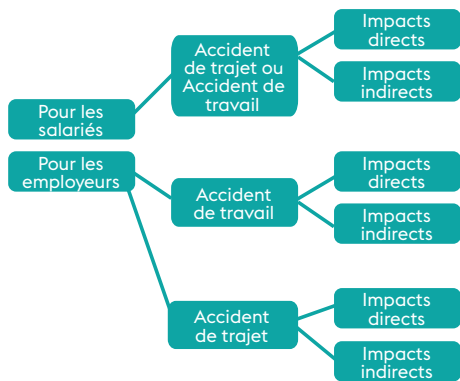 Pour les
salariés
Accident
de trajet ou
Accident de
travail
Impacts
directs
Impacts
indirects
Pour les
employeurs
Accident
de travail
Impacts
directs
Impacts
indirects
Accident
de trajet
Impacts
directs
Impacts
indirects